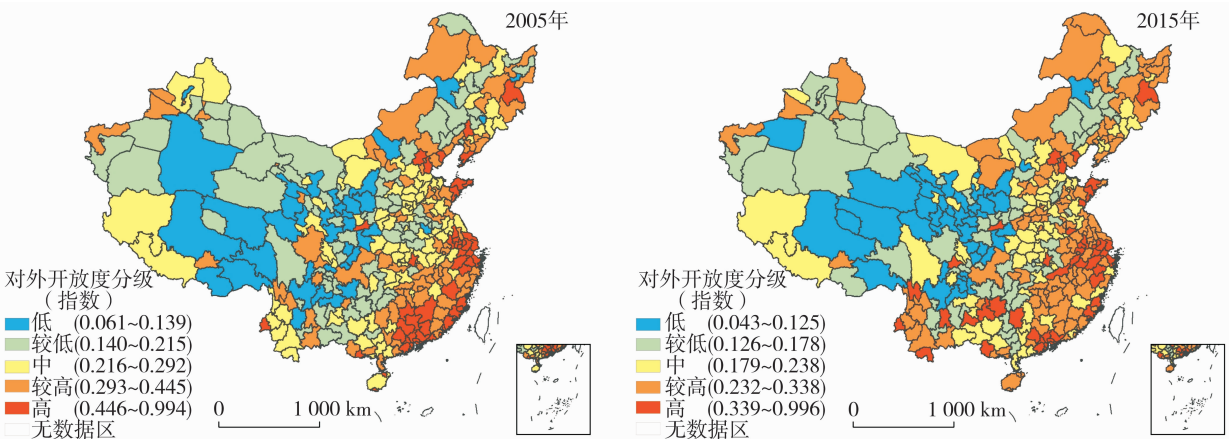 2005年
对外开放度分级
（指数）
低 (0.061~0.139)
较低(0.140~0.215)
中 (0.216~0.292)
较高(0.293~0.445)
高 (0.446~0.994)
无数据区
0 1 000 km
2015年
对外开放度分级
（指数）
低 (0.043~0.125)
较低(0.126~0.178)
中 (0.179~0.238)
较高(0.232~0.338)
高 (0.339~0.996)
无数据区
0 1 000 km